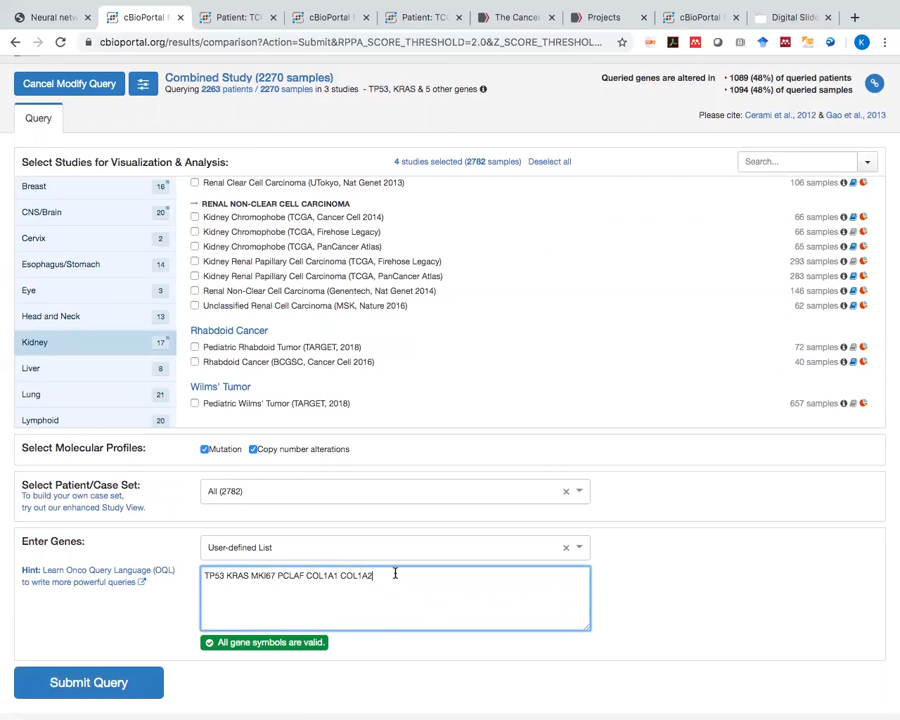 Neural netwo
cBioPortal f
Patient: TC
cBioPortal f
Patient: TC
The Cancer
Projects
cBioPortal f
Digital Slide
cbioportal.org/results/comparison?Action=Submit&RPPA_SCORE_THRESHOLD=2.0&Z_SCORE_THRESHOL...
K
Cancel Modify Query
Combined Study (2270 samples)
Querying 2263 patients / 2270 samples in 3 studies - TP53, KRAS & 5 other genes
Queried genes are altered in
• 1089 (48%) of queried patients
• 1094 (48%) of queried samples
Query
Please cite: Cerami et al., 2012 & Gao et al., 2013
Select Studies for Visualization & Analysis:
4 studies selected (2782 samples)
Deselect all
Search...
Breast 16
CNS/Brain 20
Cervix 2
Esophagus/Stomach 14
Eye 3
Head and Neck 13
Kidney 17
Liver 8
Lung 21
Lymphoid 20
Renal Clear Cell Carcinoma (UTokyo, Nat Genet 2013) 106 samples
RENAL NON-CLEAR CELL CARCINOMA
Kidney Chromophobe (TCGA, Cancer Cell 2014) 66 samples
Kidney Chromophobe (TCGA, Firehose Legacy) 66 samples
Kidney Chromophobe (TCGA, PanCancer Atlas) 65 samples
Kidney Renal Papillary Cell Carcinoma (TCGA, Firehose Legacy) 293 samples
Kidney Renal Papillary Cell Carcinoma (TCGA, PanCancer Atlas) 283 samples
Renal Non-Clear Cell Carcinoma (Genentech, Nat Genet 2014) 146 samples
Unclassified Renal Cell Carcinoma (MSK, Nature 2016) 62 samples
Rhabdoid Cancer
Pediatric Rhabdoid Tumor (TARGET, 2018) 72 samples
Rhabdoid Cancer (BCGSC, Cancer Cell 2016) 40 samples
Wilms' Tumor
Pediatric Wilms' Tumor (TARGET, 2018) 657 samples
Select Molecular Profiles:
Mutation
Copy number alterations
Select Patient/Case Set:
To build your own case set,
try out our enhanced Study View.
All (2782)
Enter Genes:
User-defined List
Hint: Learn Onco Query Language (OQL)
to write more powerful queries
TP53 KRAS MKI67 PCLAF COL1A1 COL1A2
All gene symbols are valid.
Submit Query